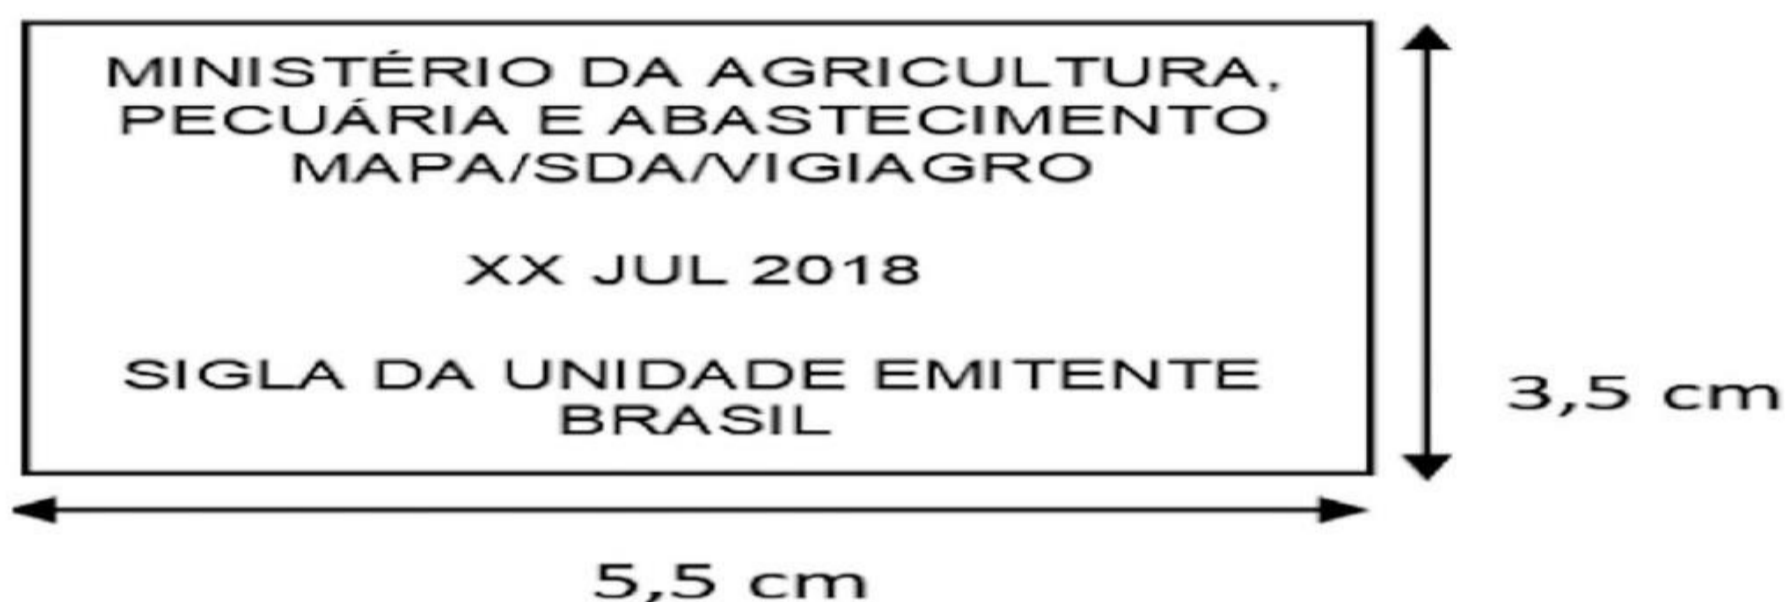 MINISTÉRIO DA AGRICULTURA,
PECUÁRIA E ABASTECIMENTO
MAPA/SDA/VIGIAGRO
XX JUL 2018
SIGLA DA UNIDADE EMITENTE
BRASIL
3,5 cm
5,5 cm